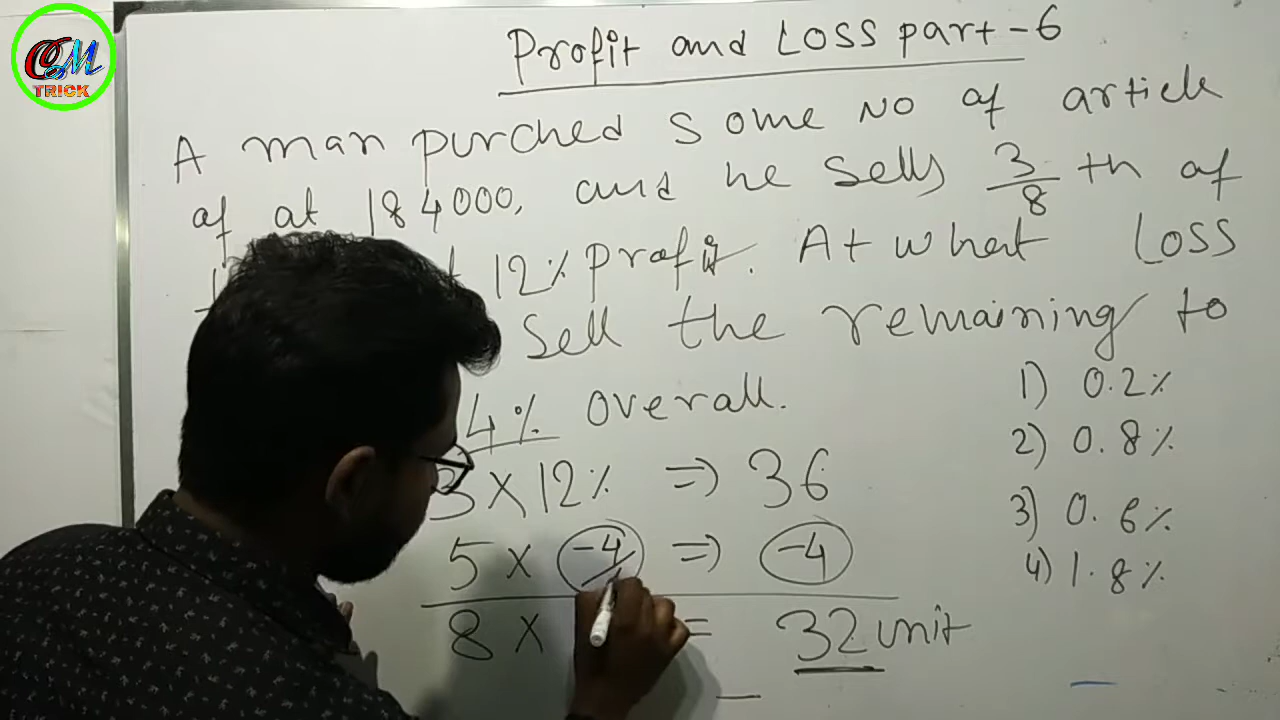 CM
TRICK
Profit and Loss part-6
A man purched some No of article
of at 184000, and he sells 3/8 th of
12% profit. At what Loss
sell the remaining to
4% overall.
1) 0.2%
2) 0.8%
3) 0.6%
4) 1.8%
3 × 12% => 36
5 × -4/ => -4
8 × = 32 unit